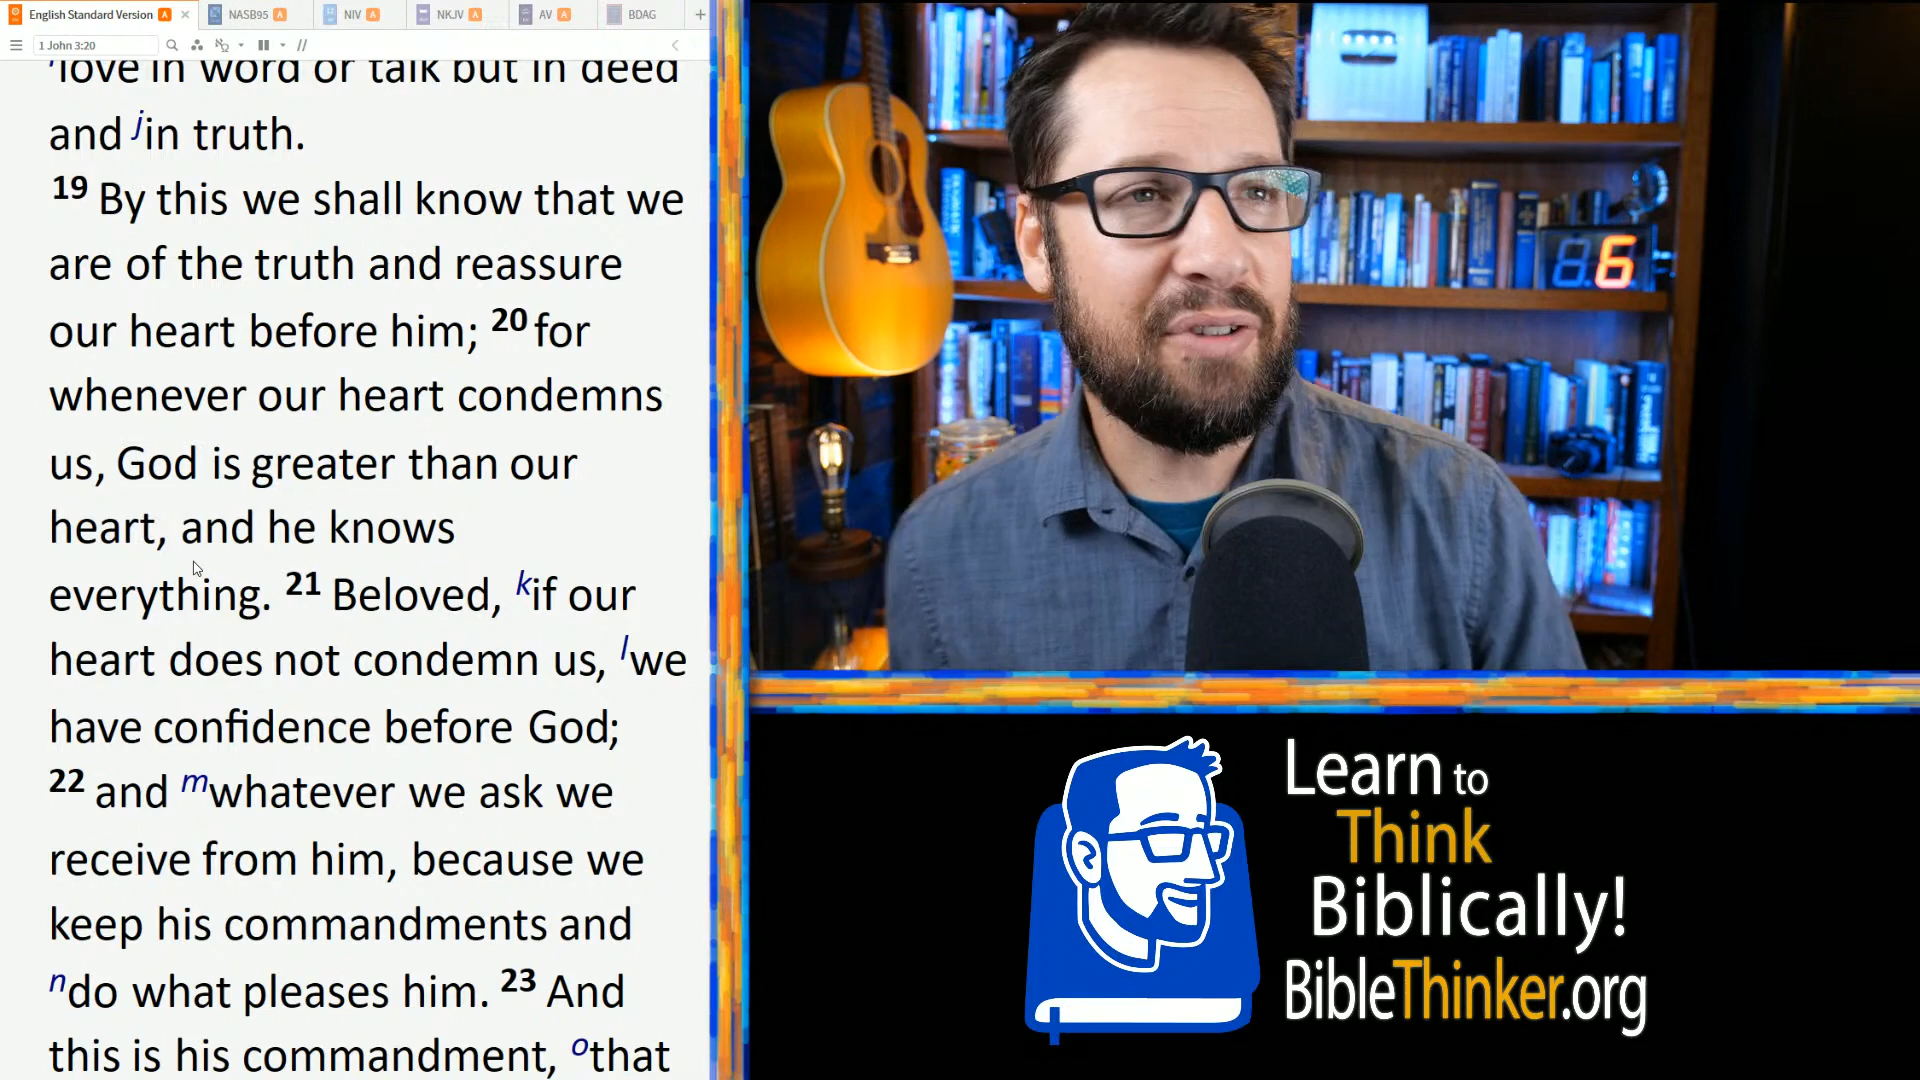 English Standard Version A
NASB95 A
NIV A
NKJV A
AV A
BDAG
1 John 3:20
love in word or talk but in deed
and j in truth.
19 By this we shall know that we
are of the truth and reassure
our heart before him; 20 for
whenever our heart condemns
us, God is greater than our
heart, and he knows
everything. 21 Beloved, k if our
heart does not condemn us, l we
have confidence before God;
22 and m whatever we ask we
receive from him, because we
keep his commandments and
n do what pleases him. 23 And
this is his commandment, o that
6
Learn to
Think
Biblically!
BibleThinker.org